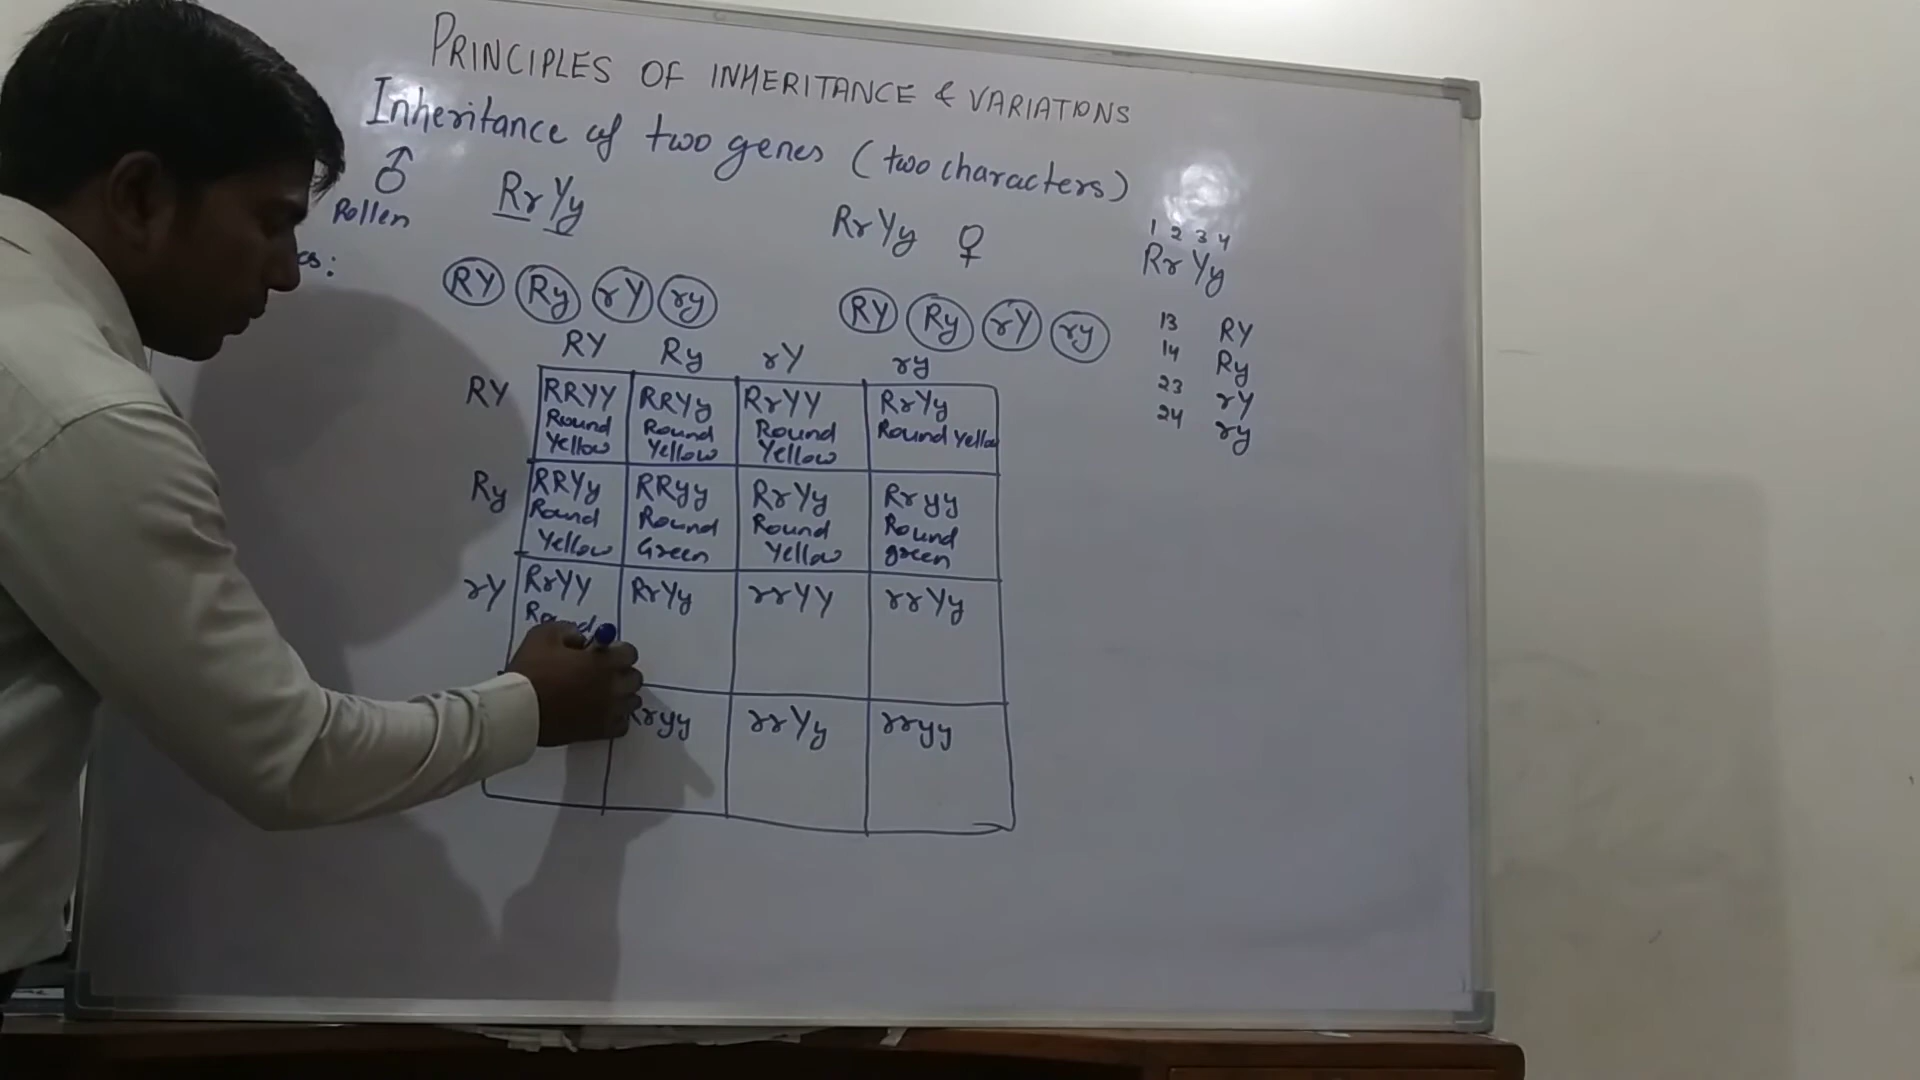 PRINCIPLES OF INHERITANCE & VARIATIONS
Inheritance of two genes (two characters)
♂ RrYy RrYy ♀ 1 2 3 4
Pollen RrYy
RY Ry rY ry RY Ry rY ry 13 RY
14 Ry
23 rY
24 ry
RY Ry rY ry
RY RRYY RRYy RrYY RrYy
Round Round Round Round Yellow
Yellow Yellow Yellow
Ry RRYy RRyy RrYy Rryy
Round Round Round Round
Yellow Green Yellow green
rY RrYY RrYy rrYY rrYy
Round
Rryy rrYy rryy